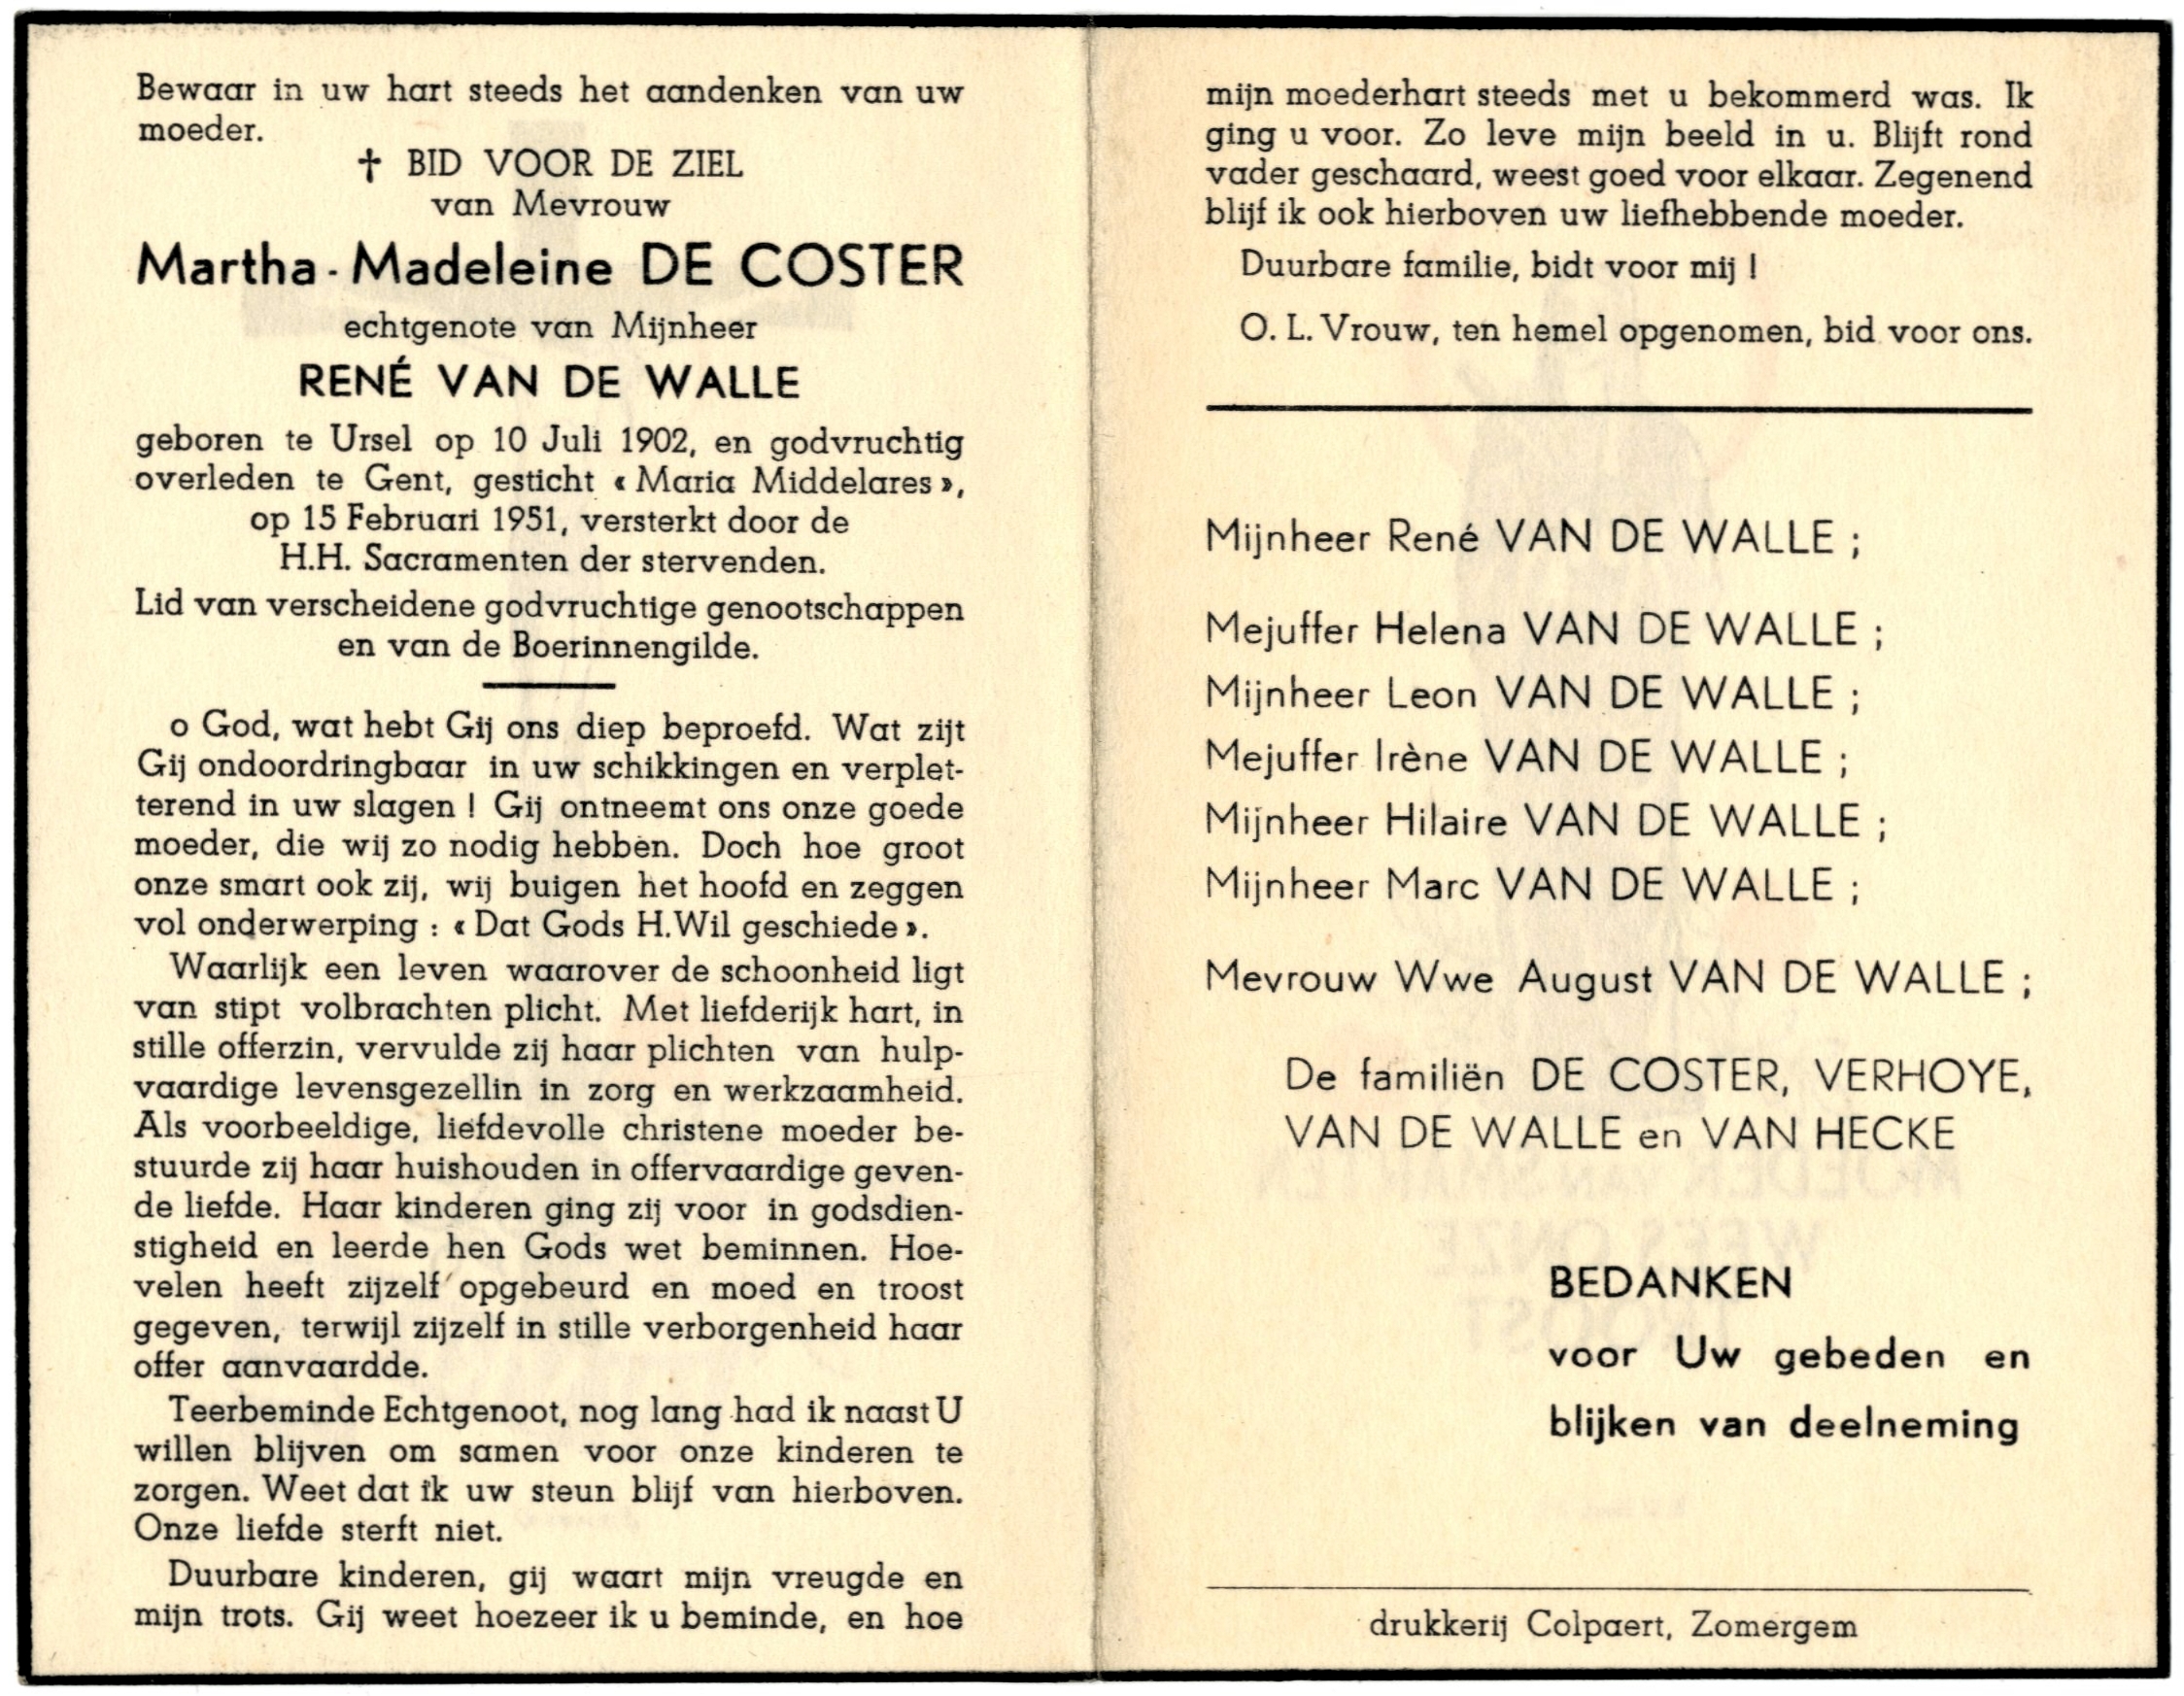 Bewaar in uw hart steeds het aandenken van uw
moeder.
† BID VOOR DE ZIEL
van Mevrouw
Martha - Madeleine DE COSTER
echtgenote van Mijnheer
RENÉ VAN DE WALLE
geboren te Ursel op 10 Juli 1902, en godvruchtig
overleden te Gent, gesticht « Maria Middelares »,
op 15 Februari 1951, versterkt door de
H.H. Sacramenten der stervenden.
Lid van verscheidene godvruchtige genootschappen
en van de Boerinnengilde.
o God, wat hebt Gij ons diep beproefd. Wat zijt
Gij ondoordringbaar in uw schikkingen en verplet-
terend in uw slagen ! Gij ontneemt ons onze goede
moeder, die wij zo nodig hebben. Doch hoe groot
onze smart ook zij, wij buigen het hoofd en zeggen
vol onderwerping : « Dat Gods H. Wil geschiede ».
Waarlijk een leven waarover de schoonheid ligt
van stipt volbrachten plicht. Met liefderijk hart, in
stille offerzin, vervulde zij haar plichten van hulp-
vaardige levensgezellin in zorg en werkzaamheid.
Als voorbeeldige, liefdevolle christene moeder be-
stuurde zij haar huishouden in offervaardige geven-
de liefde. Haar kinderen ging zij voor in godsdien-
stigheid en leerde hen Gods wet beminnen. Hoe-
velen heeft zijzelf opgebeurd en moed en troost
gegeven, terwijl zijzelf in stille verborgenheid haar
offer aanvaardde.
Teerbeminde Echtgenoot, nog lang had ik naast U
willen blijven om samen voor onze kinderen te
zorgen. Weet dat ik uw steun blijf van hierboven.
Onze liefde sterft niet.
Duurbare kinderen, gij waart mijn vreugde en
mijn trots. Gij weet hoezeer ik u beminde, en hoe
mijn moederhart steeds met u bekommerd was. Ik
ging u voor. Zo leve mijn beeld in u. Blijft rond
vader geschaard, weest goed voor elkaar. Zegenend
blijf ik ook hierboven uw liefhebbende moeder.
Duurbare familie, bidt voor mij !
O. L. Vrouw, ten hemel opgenomen, bid voor ons.
Mijnheer René VAN DE WALLE ;
Mejuffer Helena VAN DE WALLE ;
Mijnheer Leon VAN DE WALLE ;
Mejuffer Irène VAN DE WALLE ;
Mijnheer Hilaire VAN DE WALLE ;
Mijnheer Marc VAN DE WALLE ;
Mevrouw Wwe August VAN DE WALLE ;
De familiën DE COSTER, VERHOYE,
VAN DE WALLE en VAN HECKE
BEDANKEN
voor Uw gebeden en
blijken van deelneming
drukkerij Colpaert, Zomergem